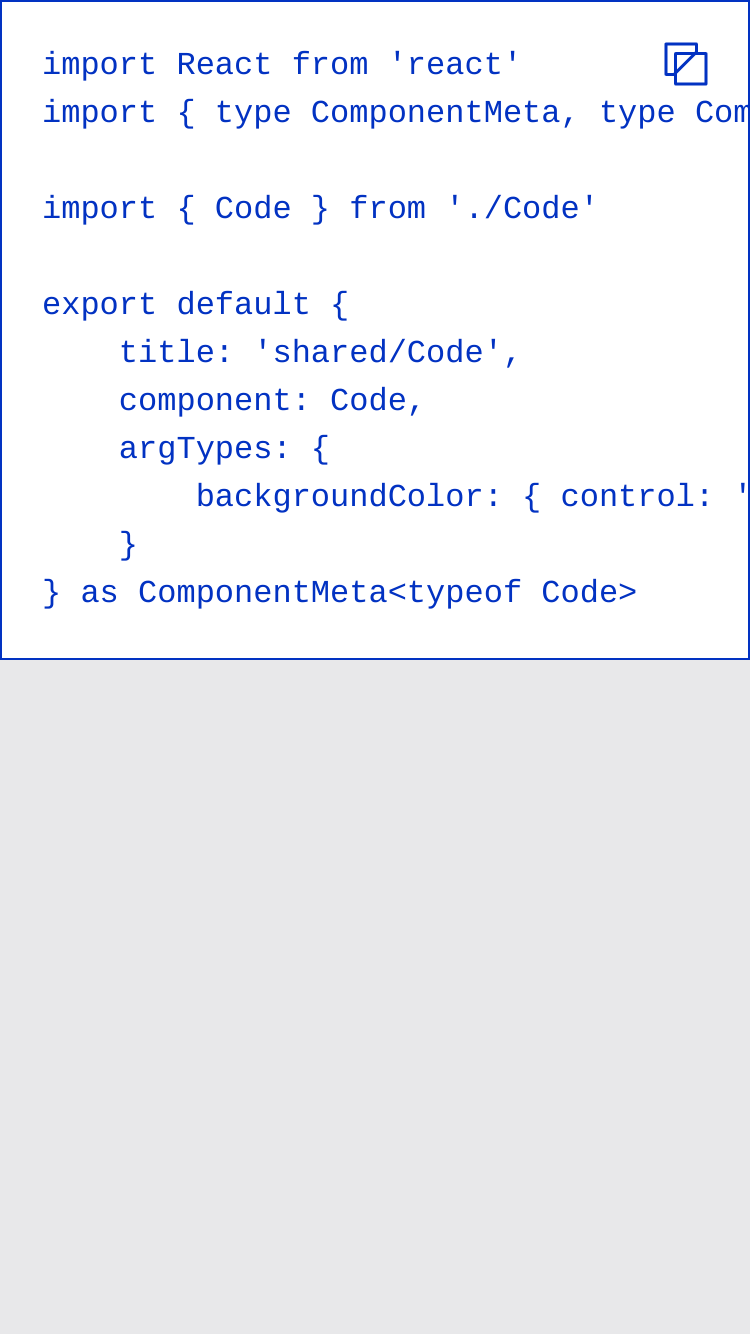 import React from 'react'
import { type ComponentMeta, type Com
import { Code } from './Code'
export default {
    title: 'shared/Code',
    component: Code,
    argTypes: {
        backgroundColor: { control: '
    }
} as ComponentMeta<typeof Code>